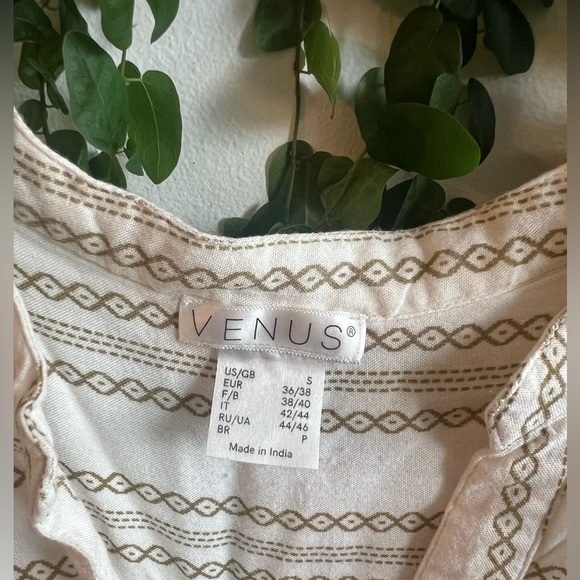 VENUS®
US/GB S
EUR 36/38
F/B 38/40
IT 42/44
RU/UA 44/46
BR P
Made in India